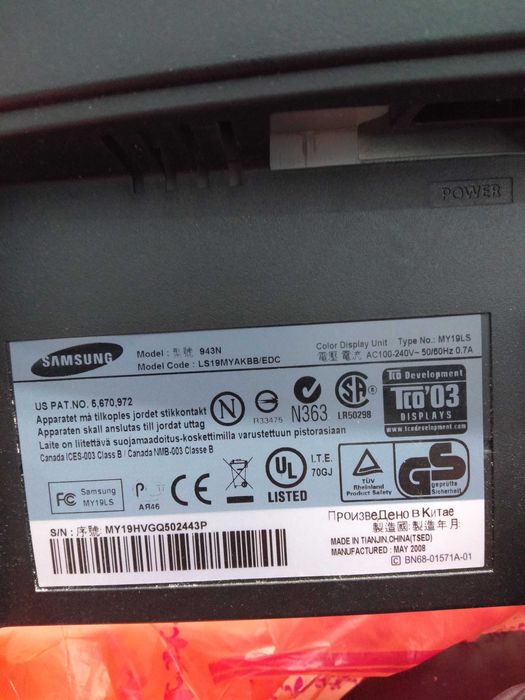 POWER
SAMSUNG
Model : 型號 943N
Model Code : LS19MYAKBB/EDC
Color Display Unit Type No.: MY19LS
電壓 電流 AC100-240V~ 50/60Hz 0.7A
US PAT.NO. 5,670,972
Apparatet må tilkoples jordet stikkontakt
Apparaten skall anslutas till jordat uttag
Laite on liitettävä suojamaadoitus-koskettimilla varustettuun pistorasiaan
Canada ICES-003 Class B / Canada NMB-003 Classe B
N
R33475
N363
SA
LR50298
TCO Development
TCO'03
DISPLAYS
www.tcodevelopment.com
FC Samsung
MY19LS
АЯ46
CE
UL
LISTED
I.T.E.
70GJ
TÜV
Rheinland
Product Safety
GS
geprüfte
Sicherheit
S/N : 序號 MY19HVGQ502443P
ПроизвеДено в Китае
製造國:製造年月:
MADE IN TIANJIN,CHINA(TSED)
MANUFACTURED : MAY 2008
C BN68-01571A-01